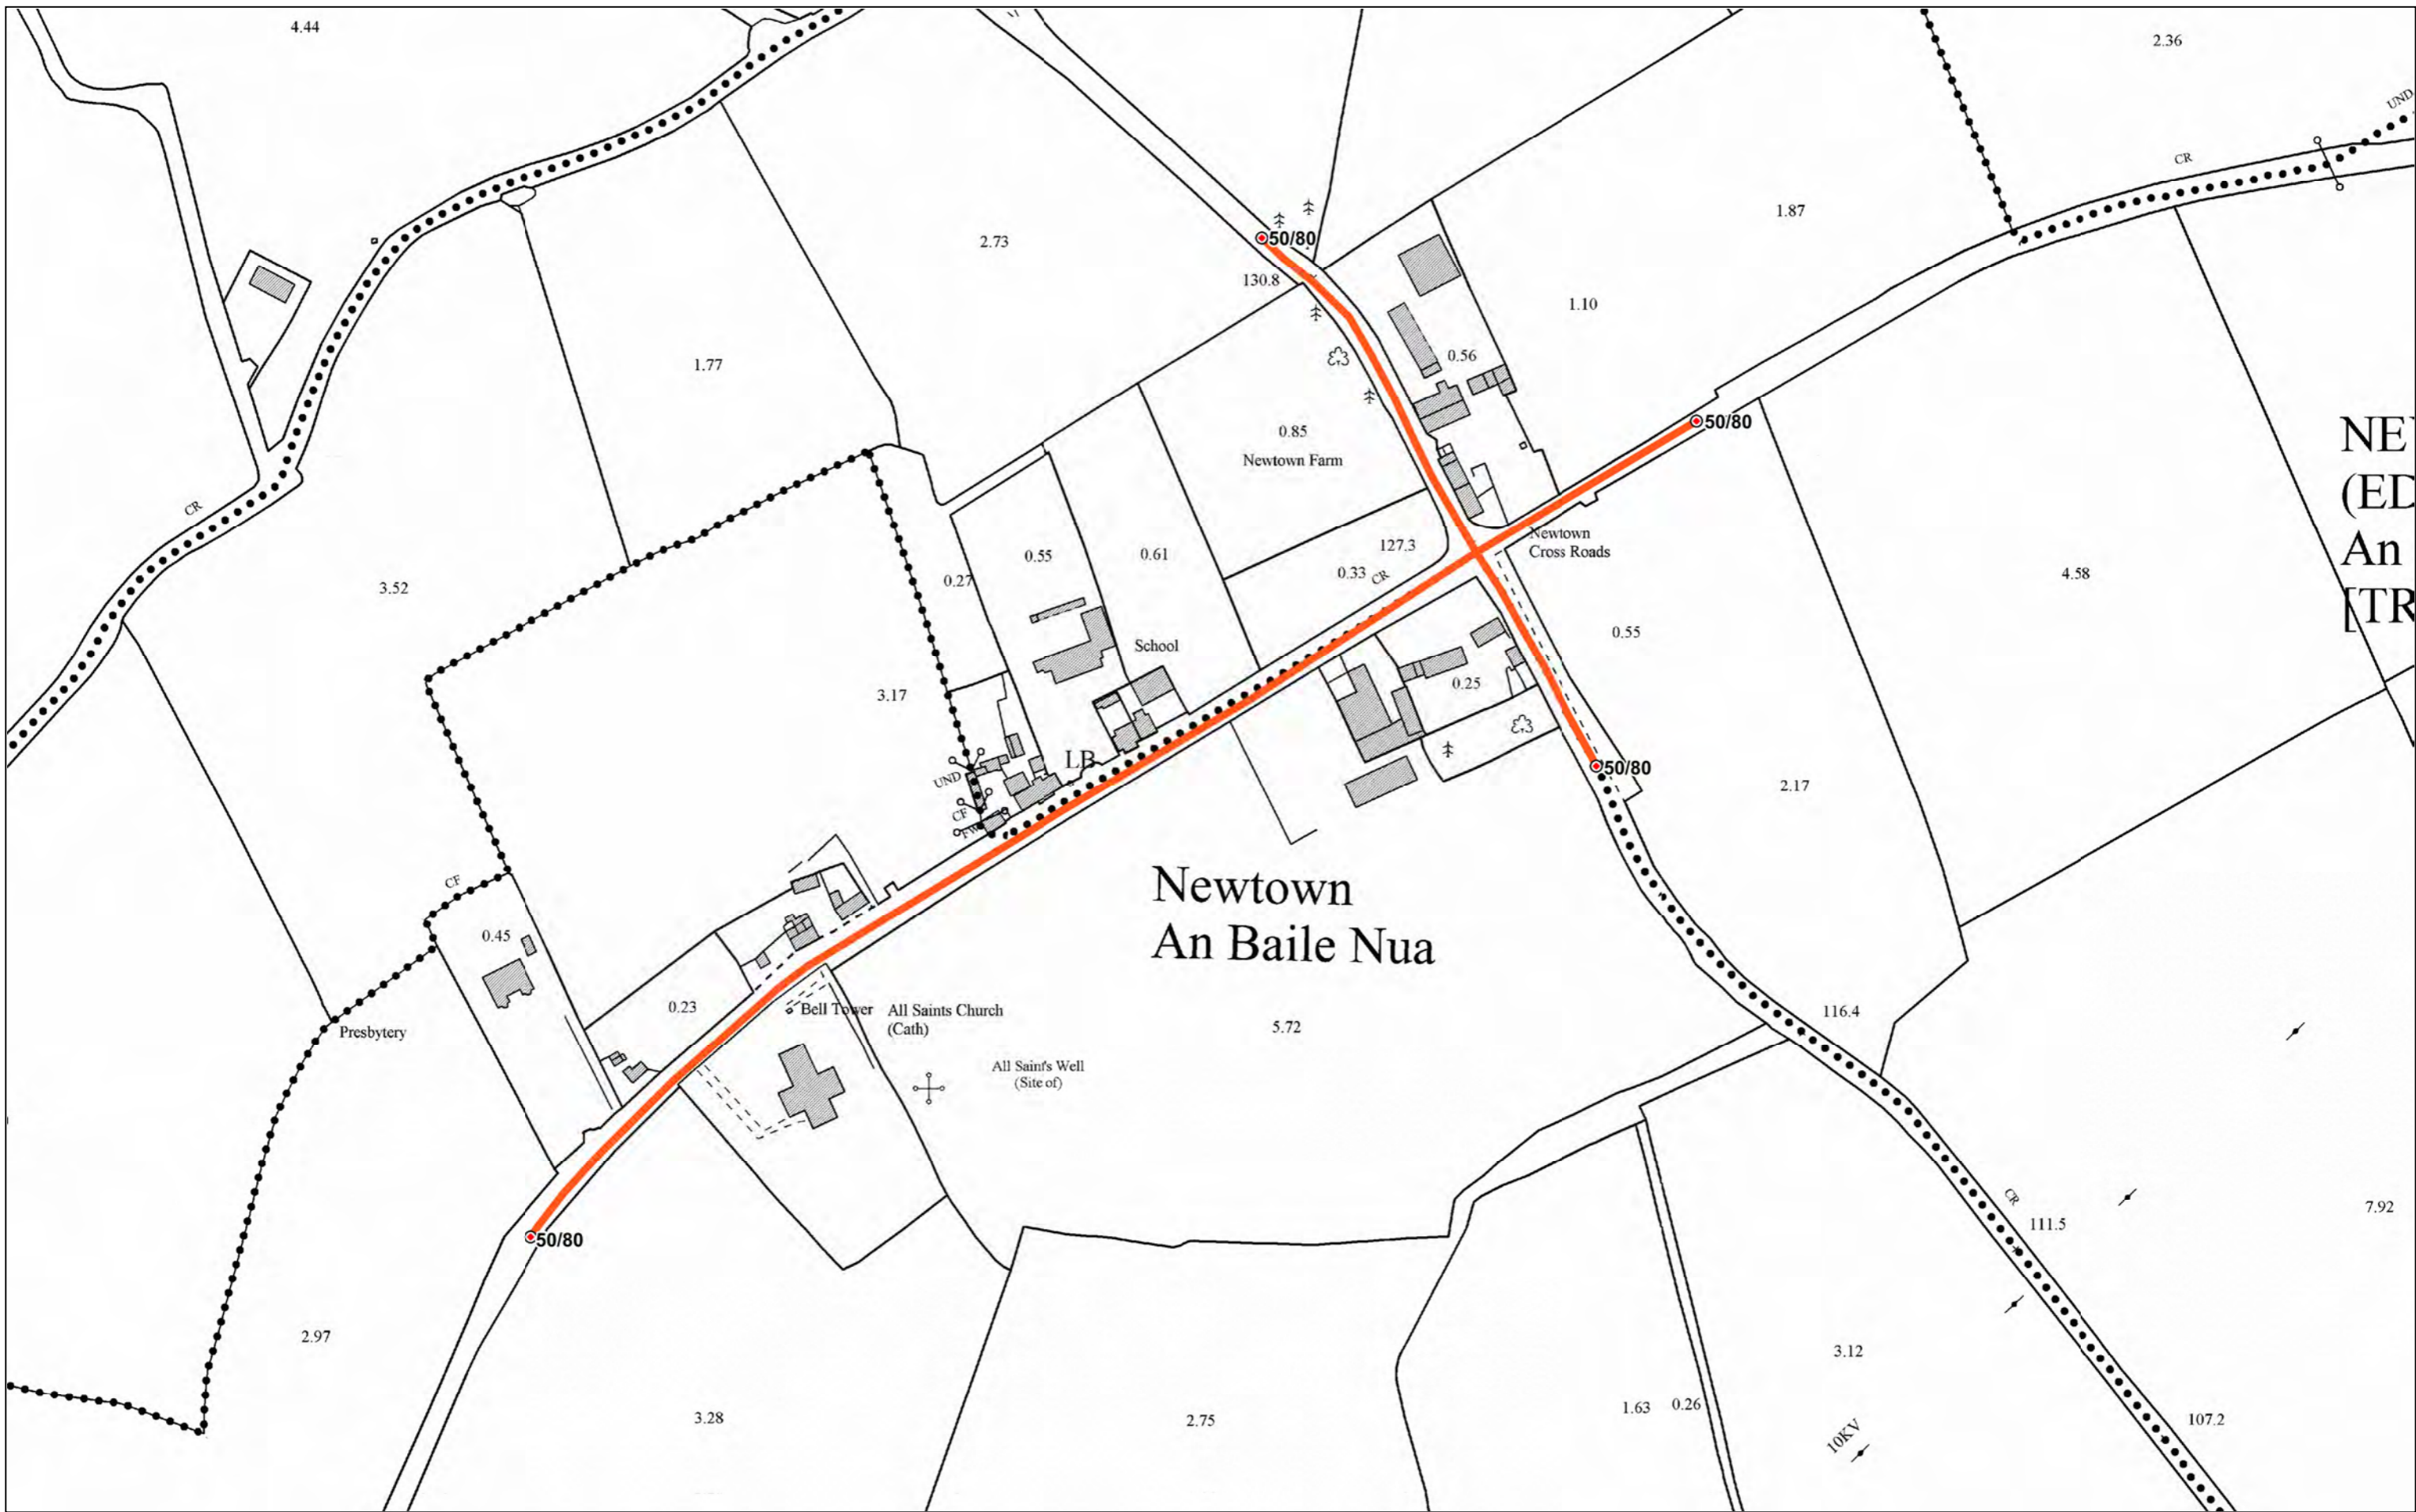 4.44
2.36
UND
CR
1.87
50/80
2.73
130.8
1.10
0.56
1.77
50/80
0.85
Newtown Farm
NE
(ED
An
[TR
CR
Newtown
Cross Roads
127.3
0.55
0.61
0.27
0.33
CR
4.58
3.52
0.55
School
0.25
3.17
LB
50/80
UND
CF
FW
2.17
Newtown
An Baile Nua
CF
0.45
0.23
Bell Tower
All Saints Church
(Cath)
116.4
5.72
Presbytery
All Saint's Well
(Site of)
CR
111.5
7.92
50/80
2.97
3.12
3.28
2.75
1.63
0.26
107.2
10KV